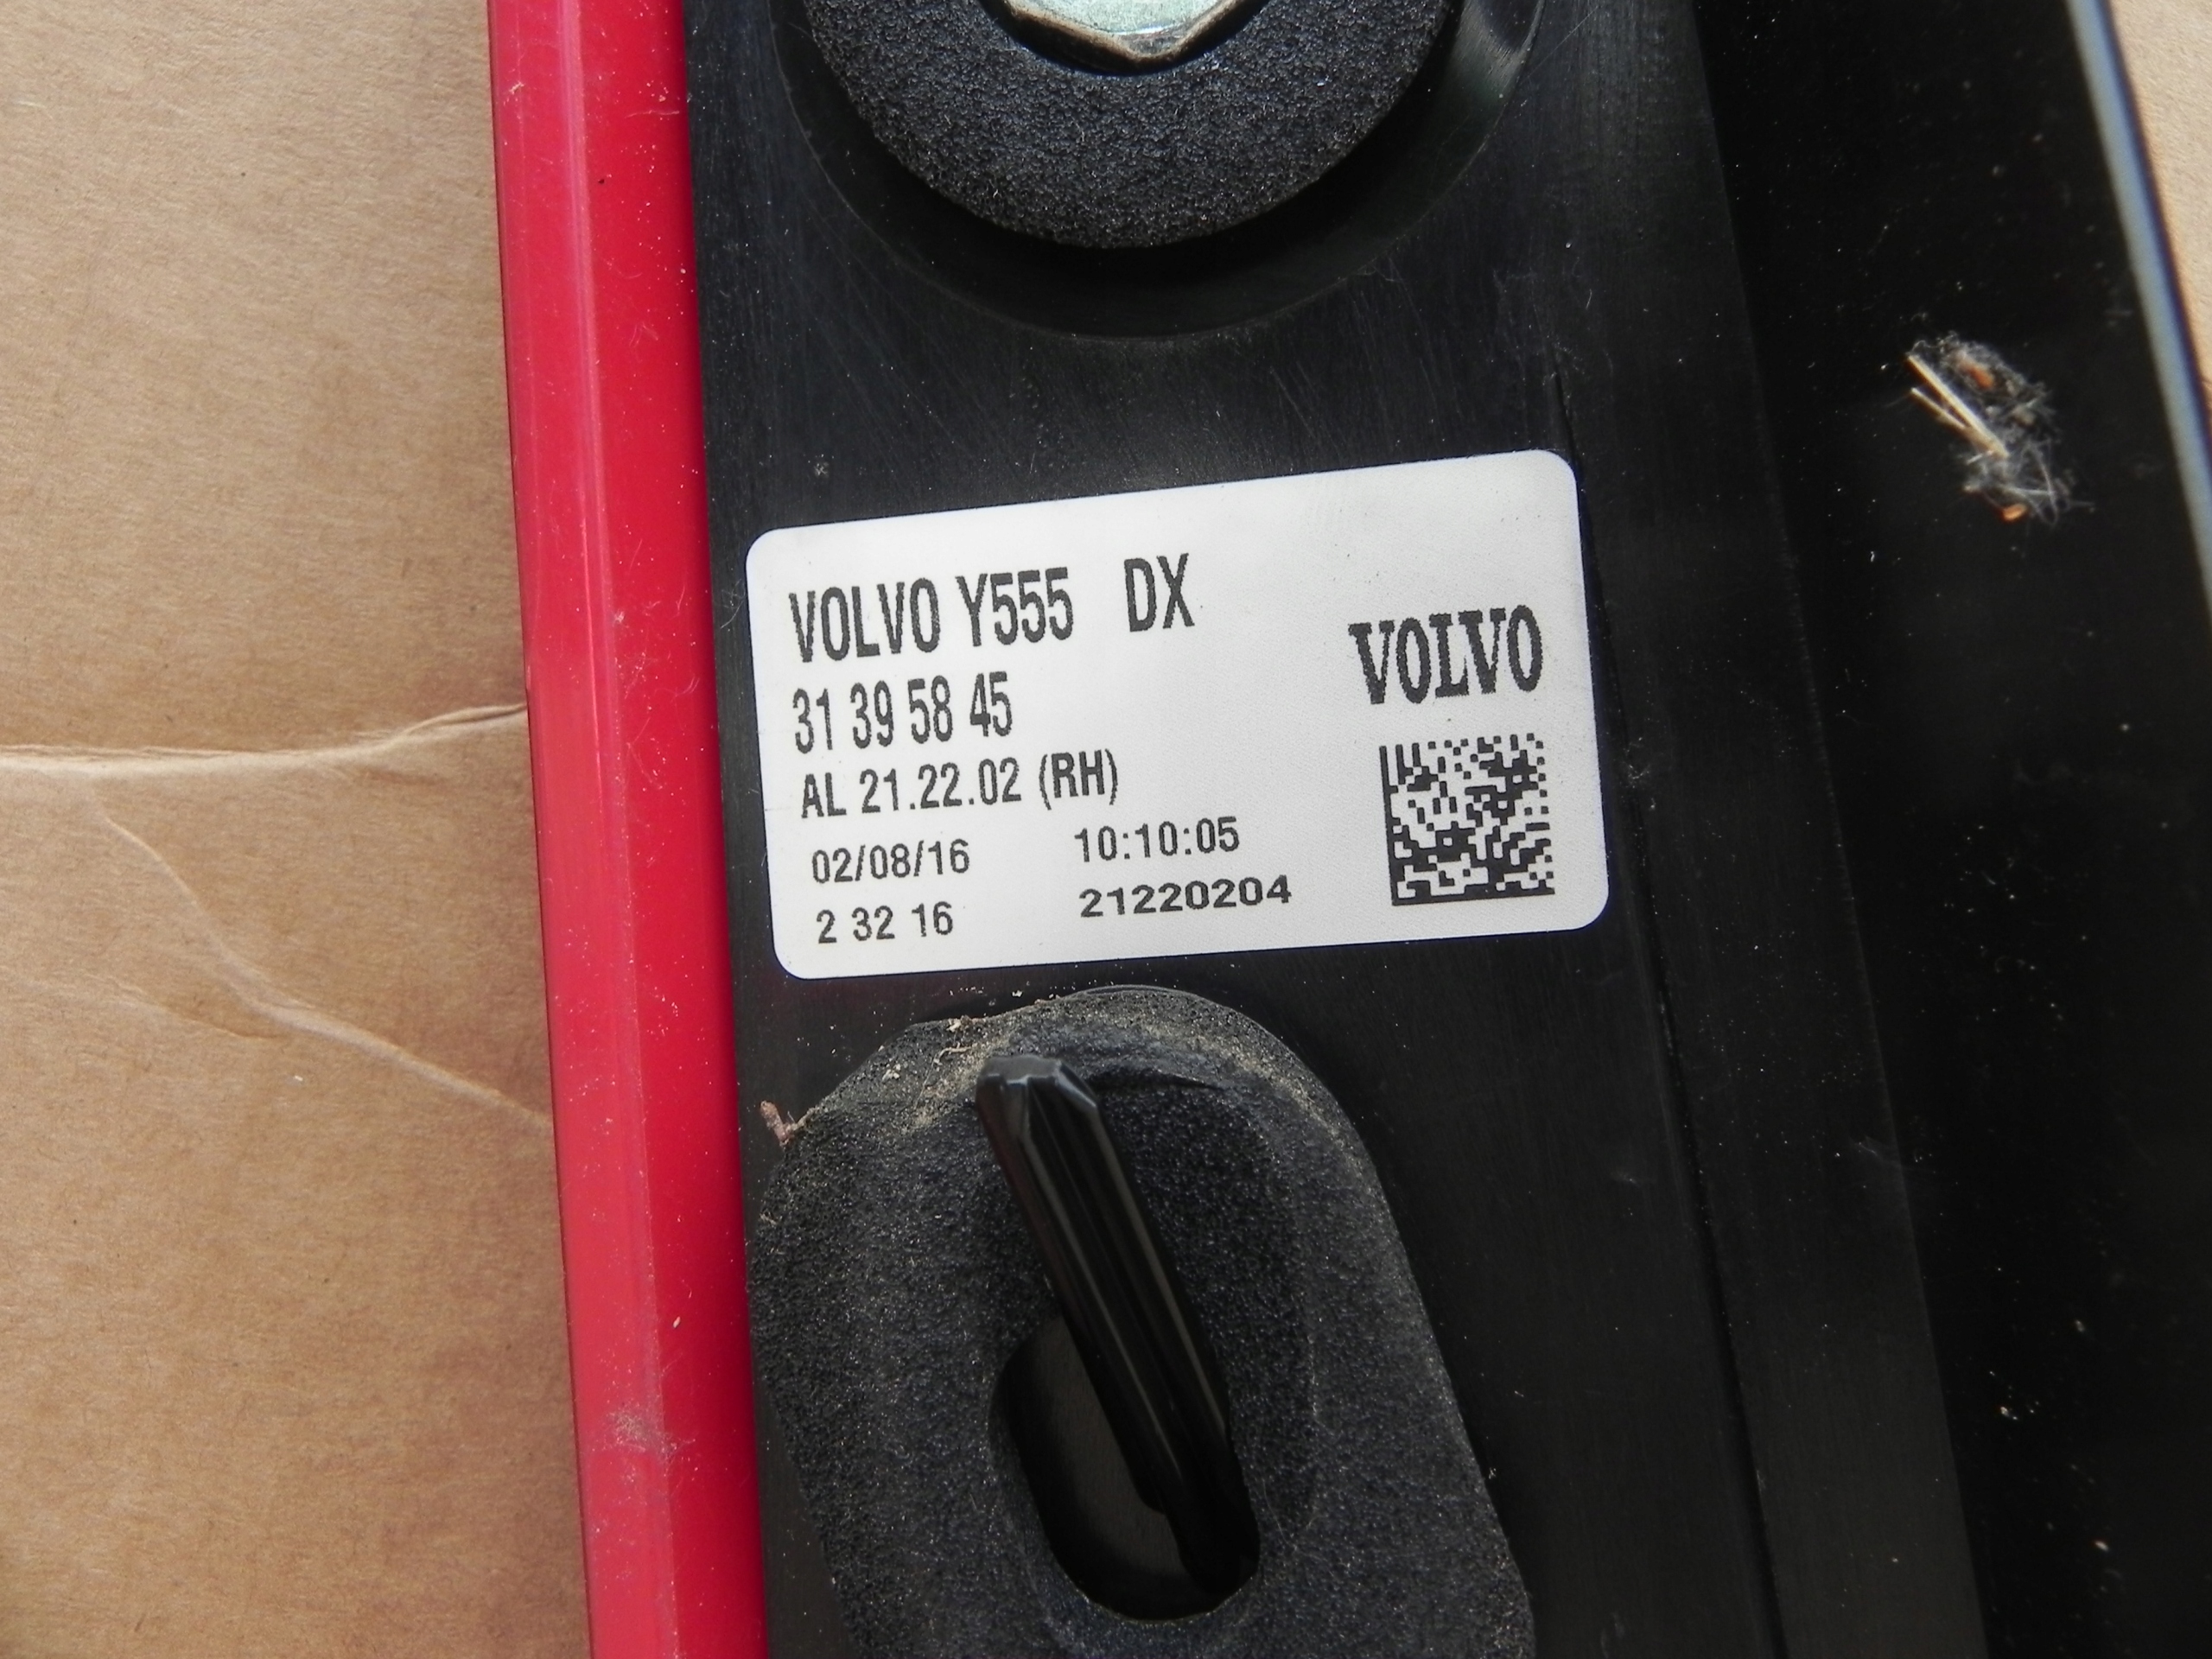 VOLVO Y555 DX
31 39 58 45
VOLVO
AL 21.22.02 (RH)
02/08/16 10:10:05
2 32 16 21220204